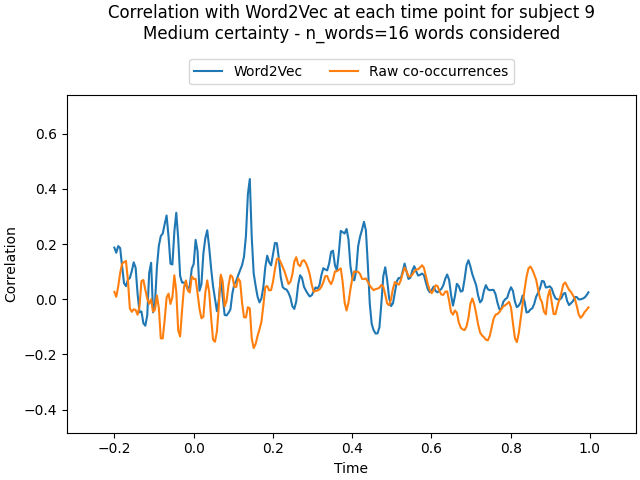 Correlation with Word2Vec at each time point for subject 9
Medium certainty - n_words=16 words considered
Word2Vec
Raw co-occurrences
0.6
0.4
0.2
0.0
−0.2
−0.4
Correlation
−0.2
0.0
0.2
0.4
0.6
0.8
1.0
Time